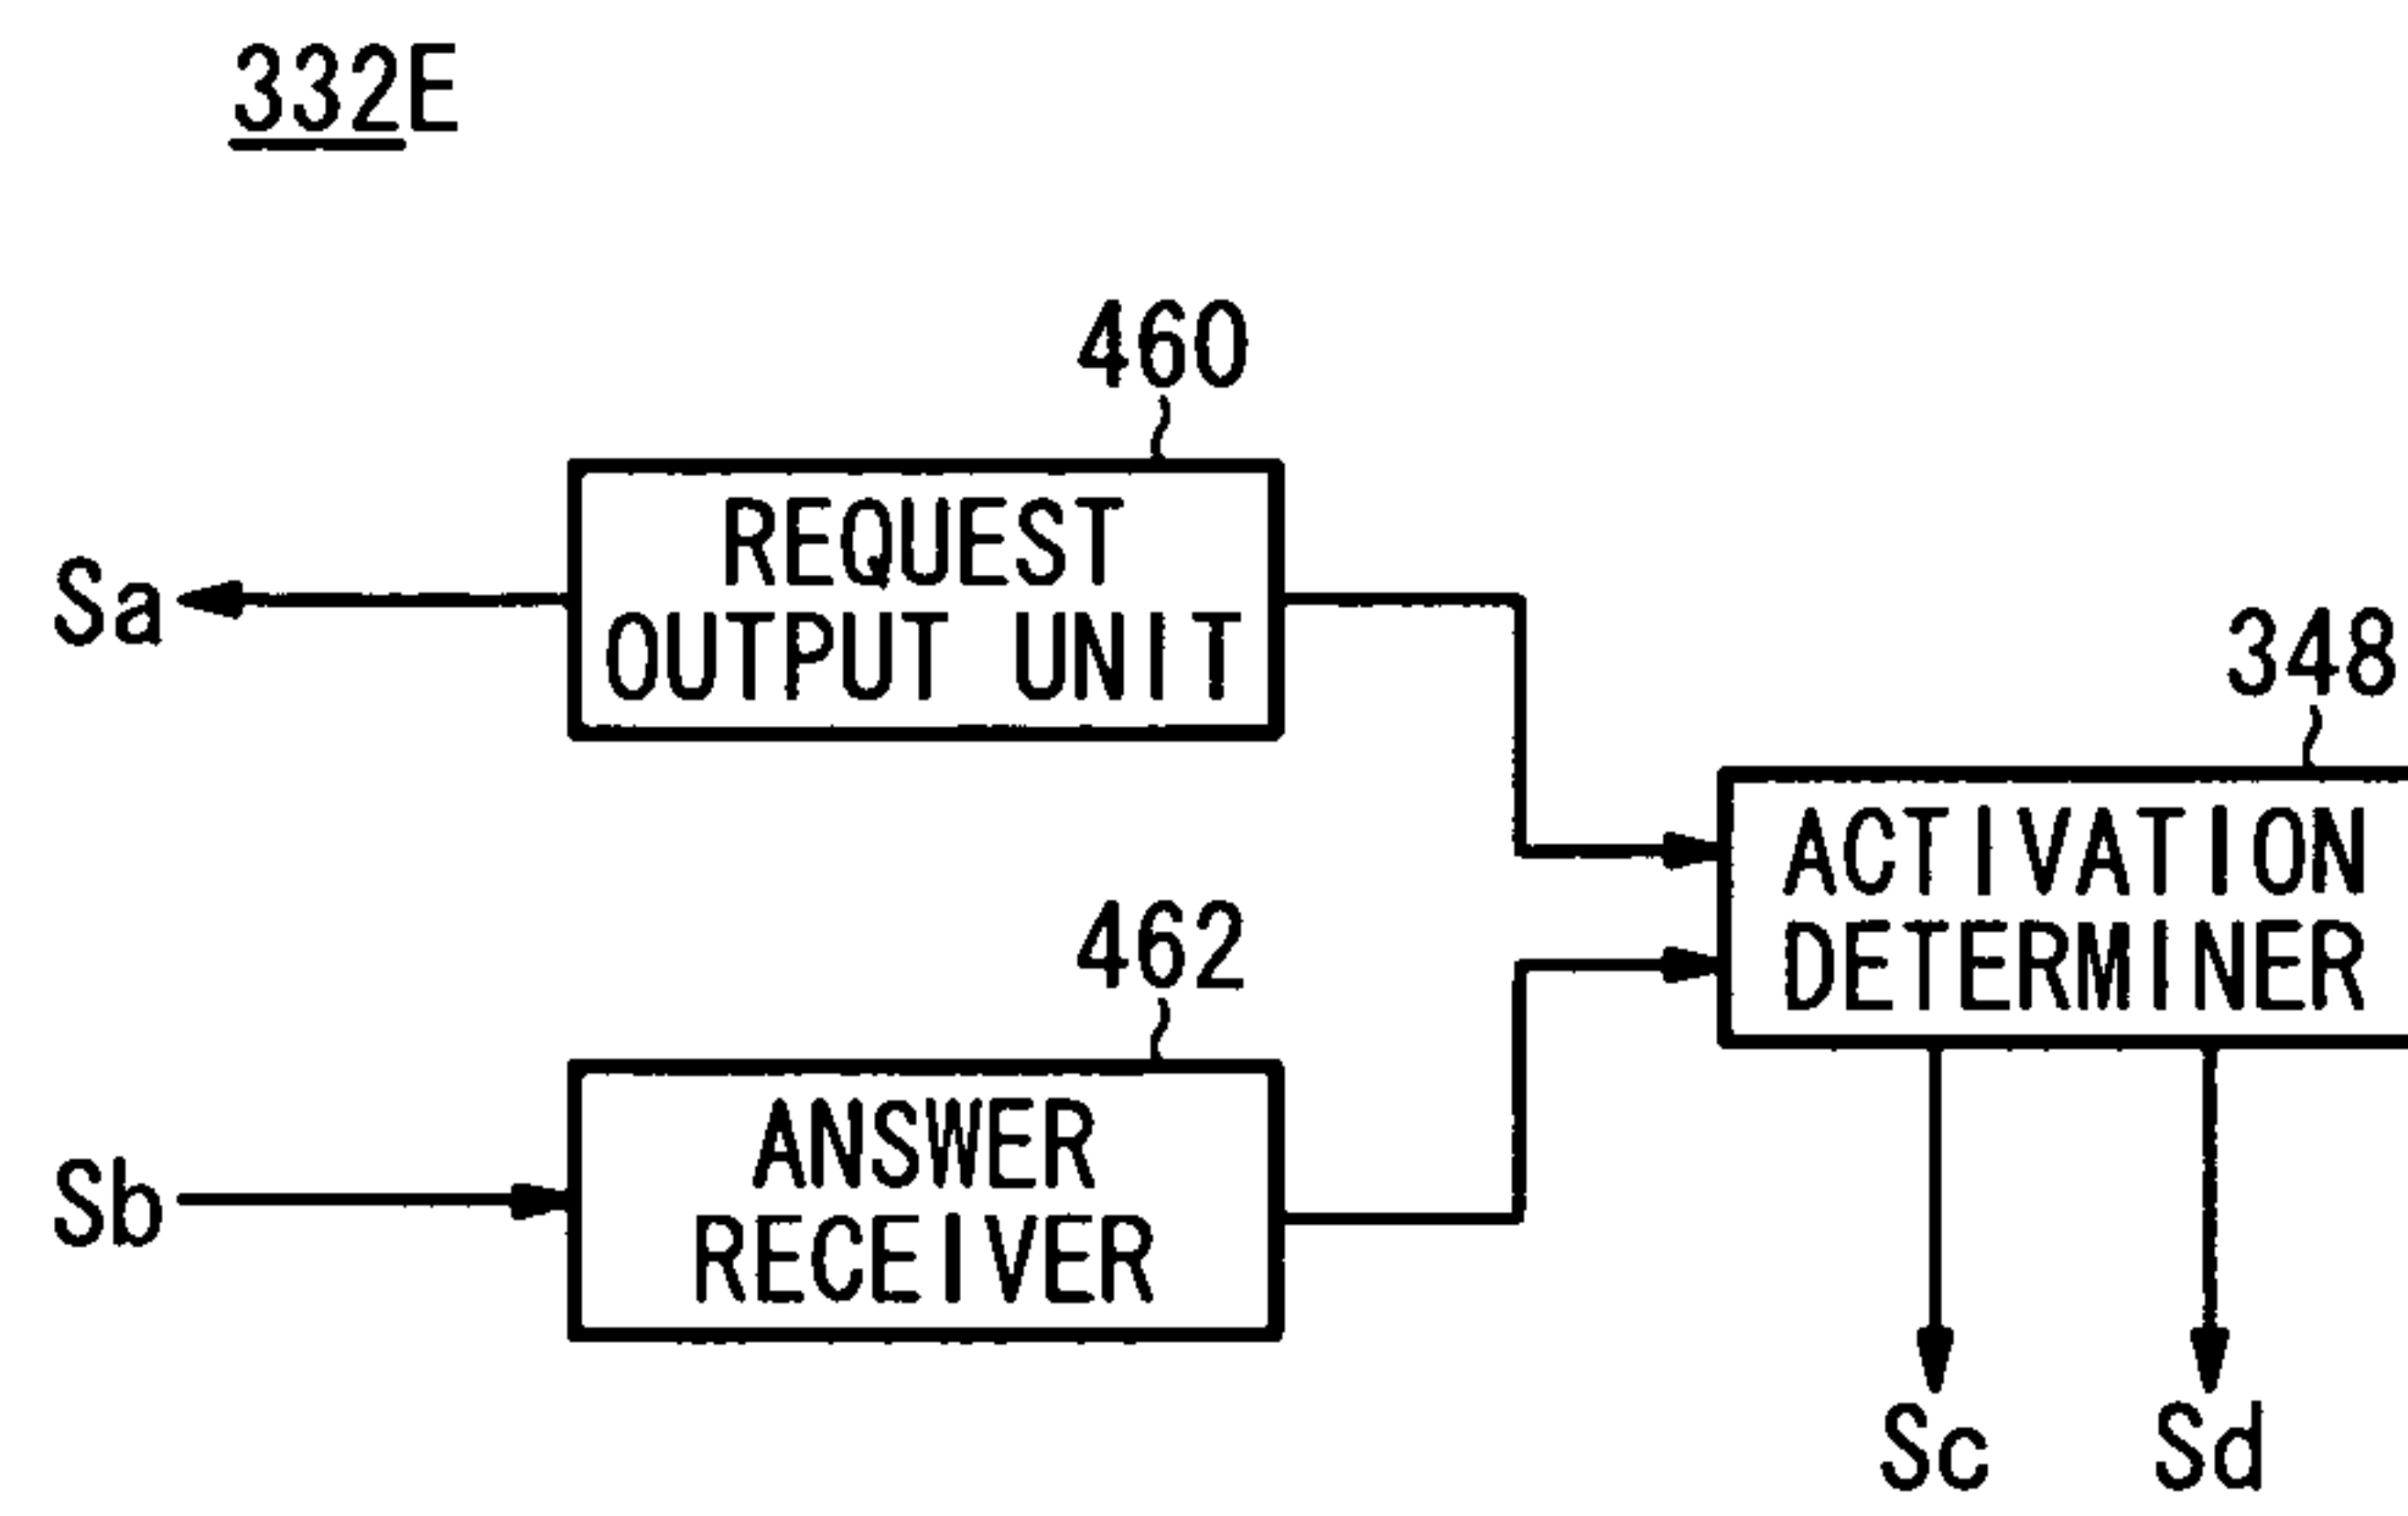 332E
460
REQUEST
OUTPUT UNIT
Sa
348
ACTIVATION
DETERMINER
462
ANSWER
RECEIVER
Sb
Sc
Sd